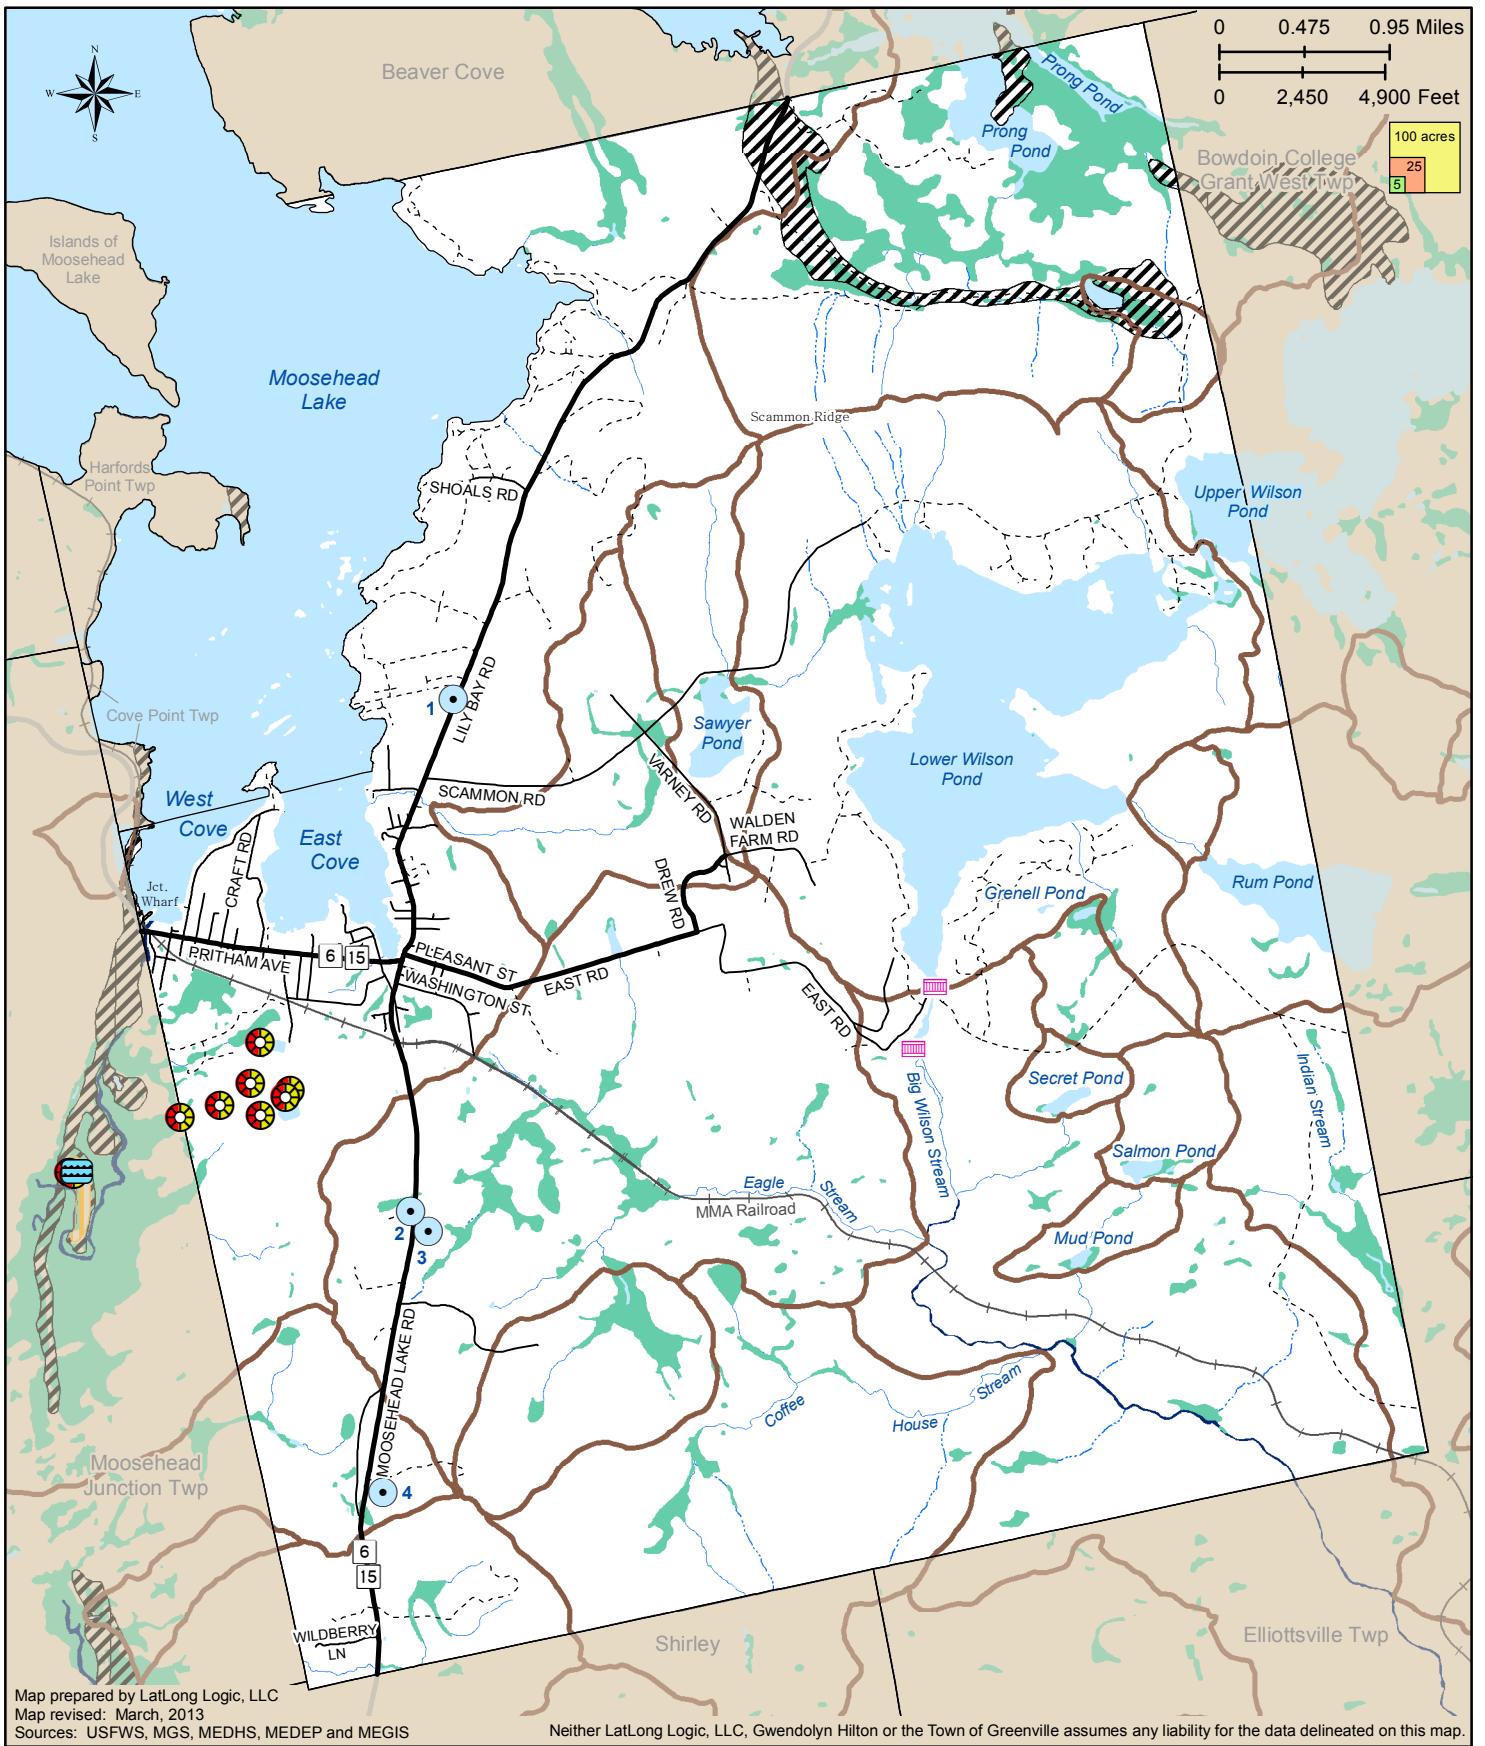 0 0.475 0.95 Miles
0 2,450 4,900 Feet
N
W E
S
Beaver Cove
Prong Pond
Prong
Pond
100 acres
25
5
Bowdoin College
Grant West Twp
Islands of
Moosehead
Lake
Moosehead
Lake
Scammon Ridge
Harfords
Point Twp
SHOALS RD
Upper Wilson
Pond
1
LILY BAY RD
Cove Point Twp
Sawyer
Pond
Lower Wilson
Pond
VARNEY RD
SCAMMON RD
West
Cove
East
Cove
WALDEN
FARM RD
CRAFT RD
DREW RD
Jct.
Wharf
Grenell Pond
Rum Pond
PRITHAM AVE
6 15
PLEASANT ST
WASHINGTON ST
EAST RD
EAST RD
Big Wilson Stream
Secret Pond
Indian Stream
Salmon Pond
Eagle
Stream
MMA Railroad
2
3
Mud Pond
MOOSEHEAD LAKE RD
Coffee
House
Stream
Moosehead
Junction Twp
4
6
15
WILDBERRY
LN
Shirley
Elliottsville Twp
Map prepared by LatLong Logic, LLC
Map revised: March, 2013
Sources: USFWS, MGS, MEDHS, MEDEP and MEGIS
Neither LatLong Logic, LLC, Gwendolyn Hilton or the Town of Greenville assumes any liability for the data delineated on this map.